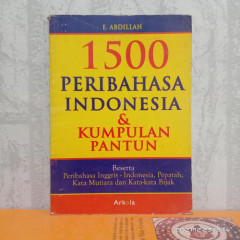 E. ABDILLAH
1500
PERIBAHASA
INDONESIA
&
KUMPULAN
PANTUN
Beserta
Peribahasa Inggris - Indonesia, Pepatah,
Kata Mutiara dan Kata-kata Bijak
Arkola